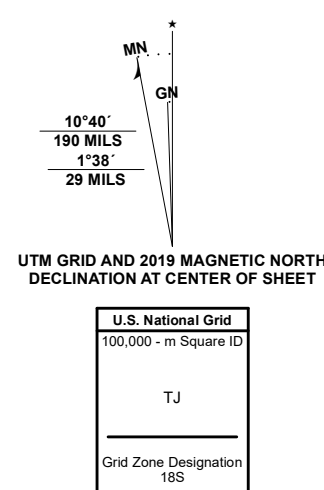 ★
MN
GN
10°40´
190 MILS
1°38´
29 MILS
UTM GRID AND 2019 MAGNETIC NORTH
DECLINATION AT CENTER OF SHEET
U.S. National Grid
100,000 - m Square ID
TJ
Grid Zone Designation
18S